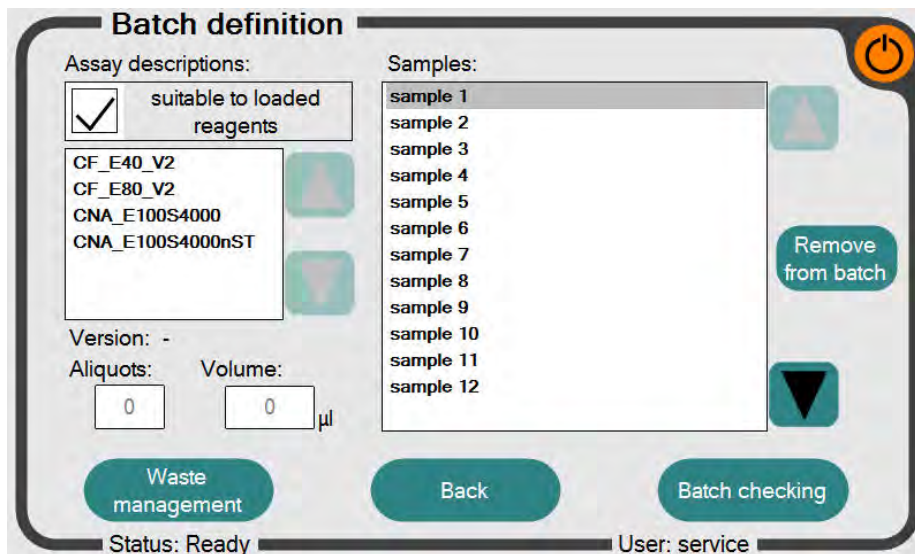 Batch definition
Assay descriptions:
suitable to loaded
reagents
CF_E40_V2
CF_E80_V2
CNA_E100S4000
CNA_E100S4000nST
Version: -
Aliquots: Volume:
0 0 µl
Samples:
sample 1
sample 2
sample 3
sample 4
sample 5
sample 6
sample 7
sample 8
sample 9
sample 10
sample 11
sample 12
Remove
from batch
Waste
management
Back
Batch checking
Status: Ready
User: service